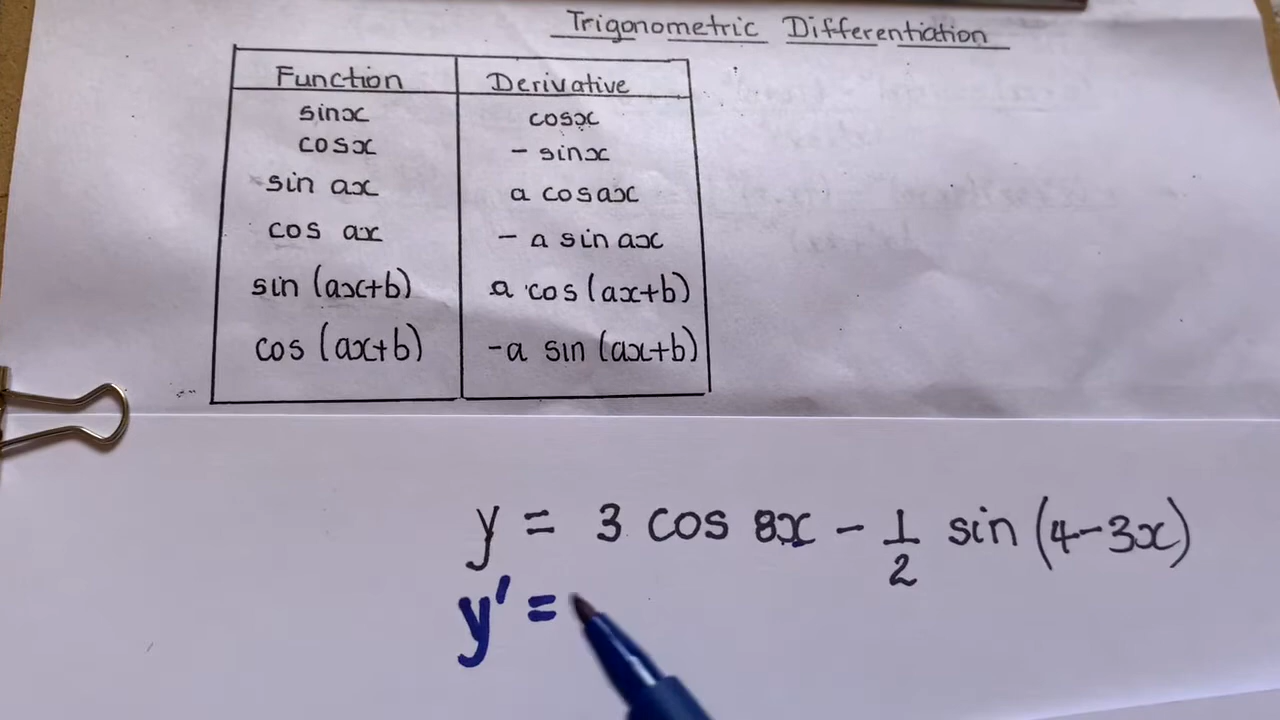 Trigonometric Differentiation
Function Derivative
sinx cosx
cosx - sinx
sin ax a cosax
cos ax - a sin ax
sin (ax+b) a cos (ax+b)
cos (ax+b) -a sin (ax+b)
y = 3 cos 8x - 1/2 sin (4-3x)
y' =